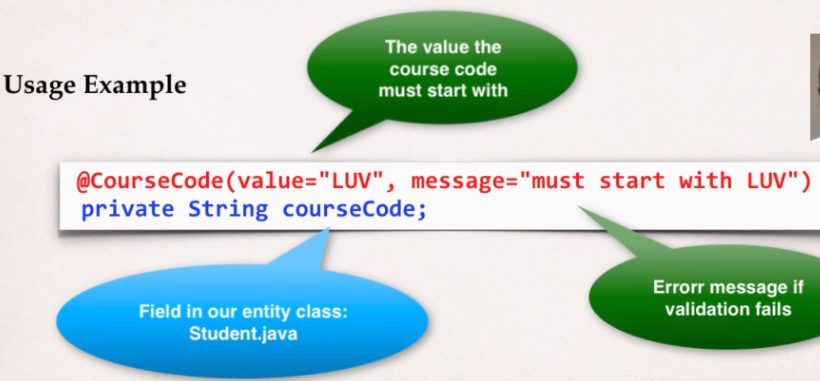 The value the
course code
must start with
Usage Example
@CourseCode(value="LUV", message="must start with LUV")
private String courseCode;
Field in our entity class:
Student.java
Errorr message if
validation fails